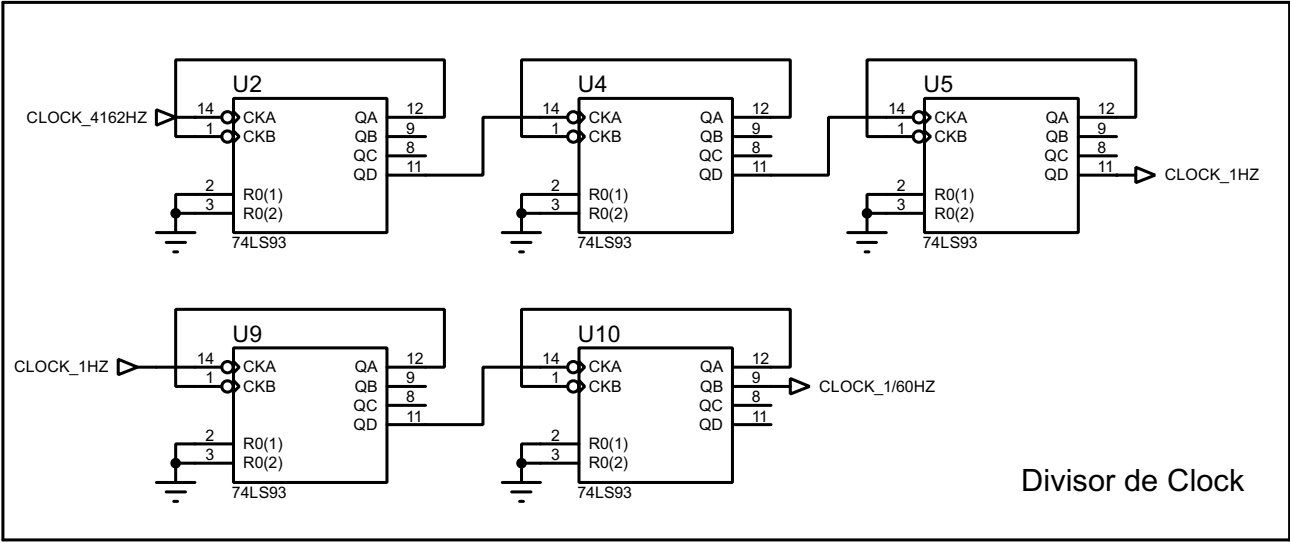 U2
CLOCK_4162HZ
14 CKA QA 12
1 CKB QB 9
QC 8
QD 11
2 R0(1)
3 R0(2)
74LS93
U4
14 CKA QA 12
1 CKB QB 9
QC 8
QD 11
2 R0(1)
3 R0(2)
74LS93
U5
14 CKA QA 12
1 CKB QB 9
QC 8
QD 11
CLOCK_1HZ
2 R0(1)
3 R0(2)
74LS93
U9
CLOCK_1HZ
14 CKA QA 12
1 CKB QB 9
QC 8
QD 11
2 R0(1)
3 R0(2)
74LS93
U10
14 CKA QA 12
1 CKB QB 9
CLOCK_1/60HZ
QC 8
QD 11
2 R0(1)
3 R0(2)
74LS93
Divisor de Clock